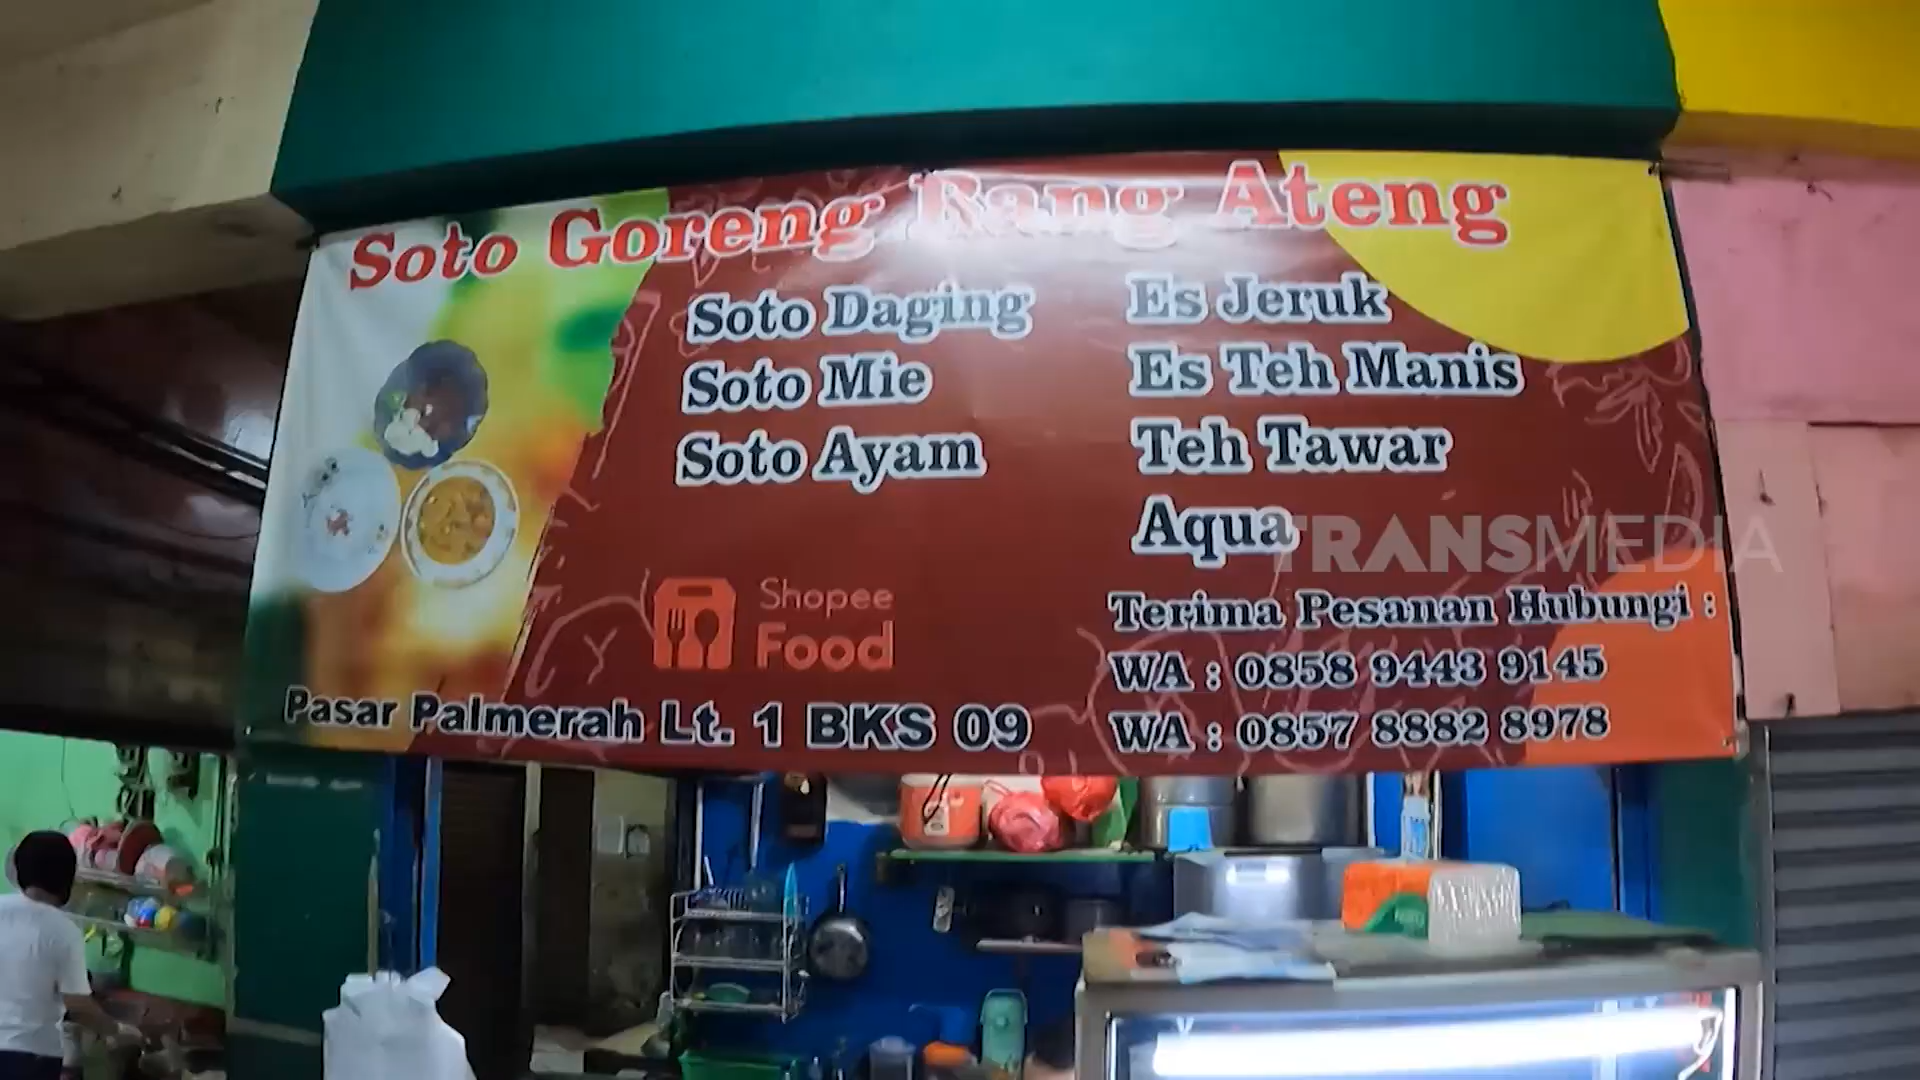 Soto Goreng Bang Ateng
Soto Daging
Soto Mie
Soto Ayam
Es Jeruk
Es Teh Manis
Teh Tawar
Aqua
TRANSMEDIA
Shopee
Food
Terima Pesanan Hubungi :
WA : 0858 9443 9145
WA : 0857 8882 8978
Pasar Palmerah Lt. 1 BKS 09